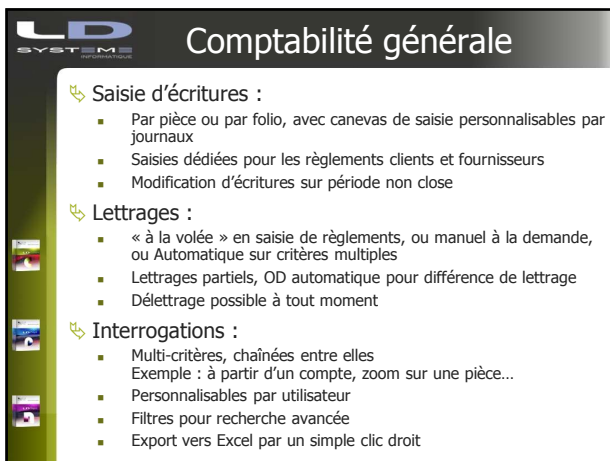 LD
SYSTEME
INFORMATIQUE
Comptabilité générale
Saisie d'écritures :
Par pièce ou par folio, avec canevas de saisie personnalisables par
journaux
Saisies dédiées pour les règlements clients et fournisseurs
Modification d'écritures sur période non close
Lettrages :
« à la volée » en saisie de règlements, ou manuel à la demande,
ou Automatique sur critères multiples
Lettrages partiels, OD automatique pour différence de lettrage
Délettrage possible à tout moment
Interrogations :
Multi-critères, chaînées entre elles
Exemple : à partir d'un compte, zoom sur une pièce…
Personnalisables par utilisateur
Filtres pour recherche avancée
Export vers Excel par un simple clic droit